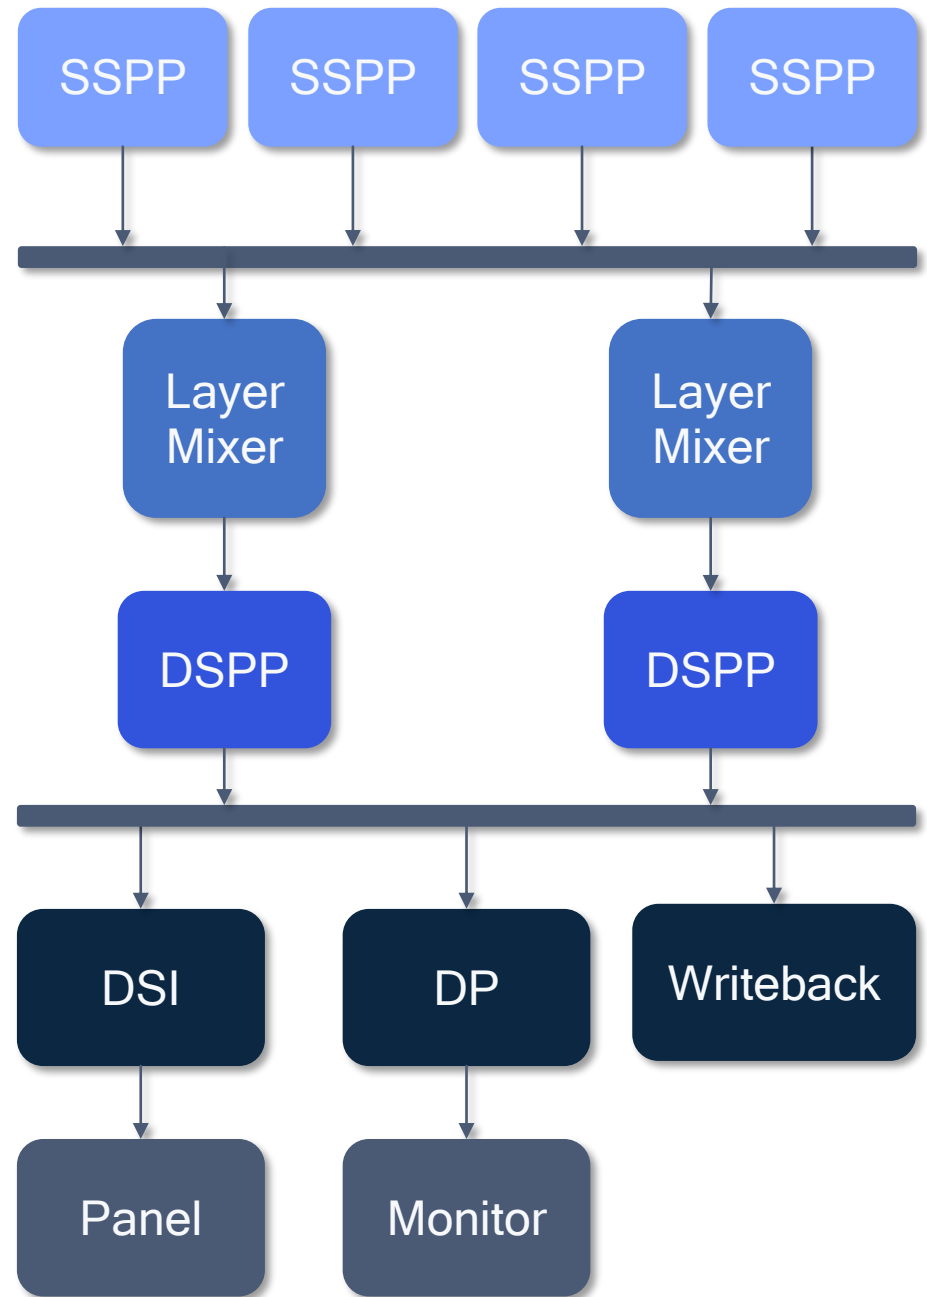 SSPP
SSPP
SSPP
SSPP
Layer
Mixer
Layer
Mixer
DSPP
DSPP
DSI
DP
Writeback
Panel
Monitor